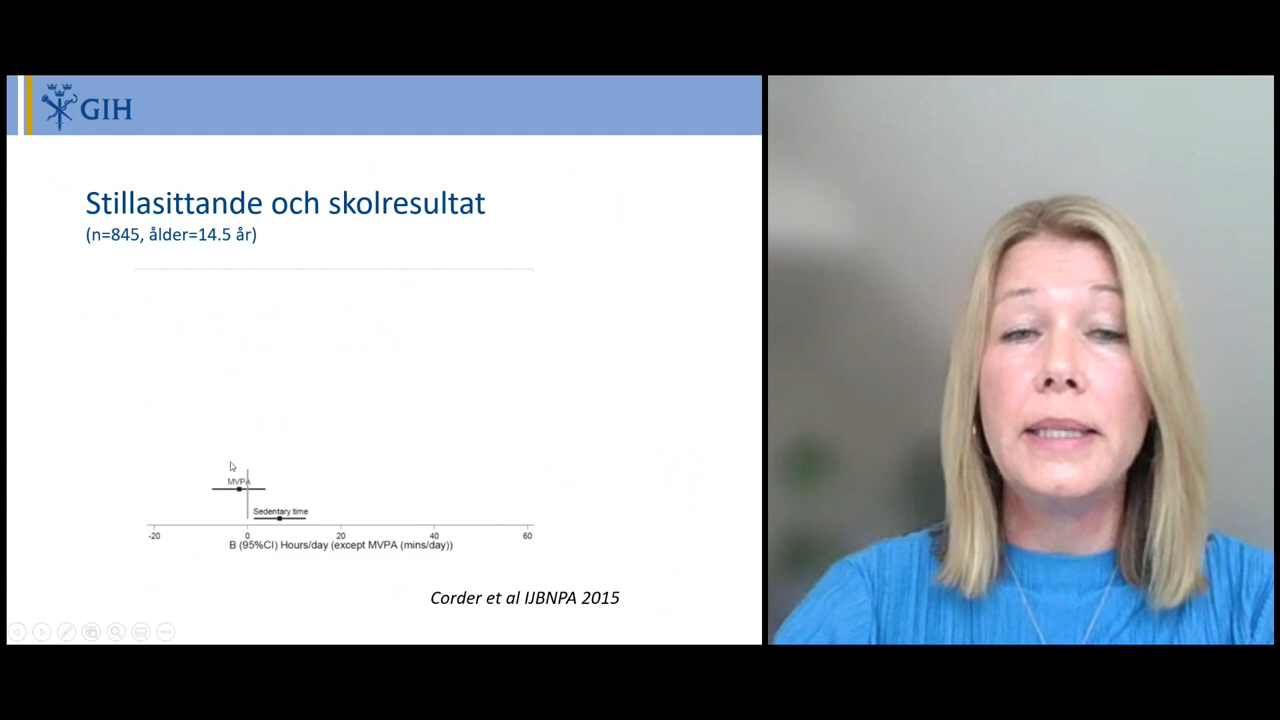 GIH
Stillasittande och skolresultat
(n=845, ålder=14.5 år)
MVPA
Sedentary time
-20 0 20 40 60
B (95%CI) Hours/day (except MVPA (mins/day))
Corder et al IJBNPA 2015